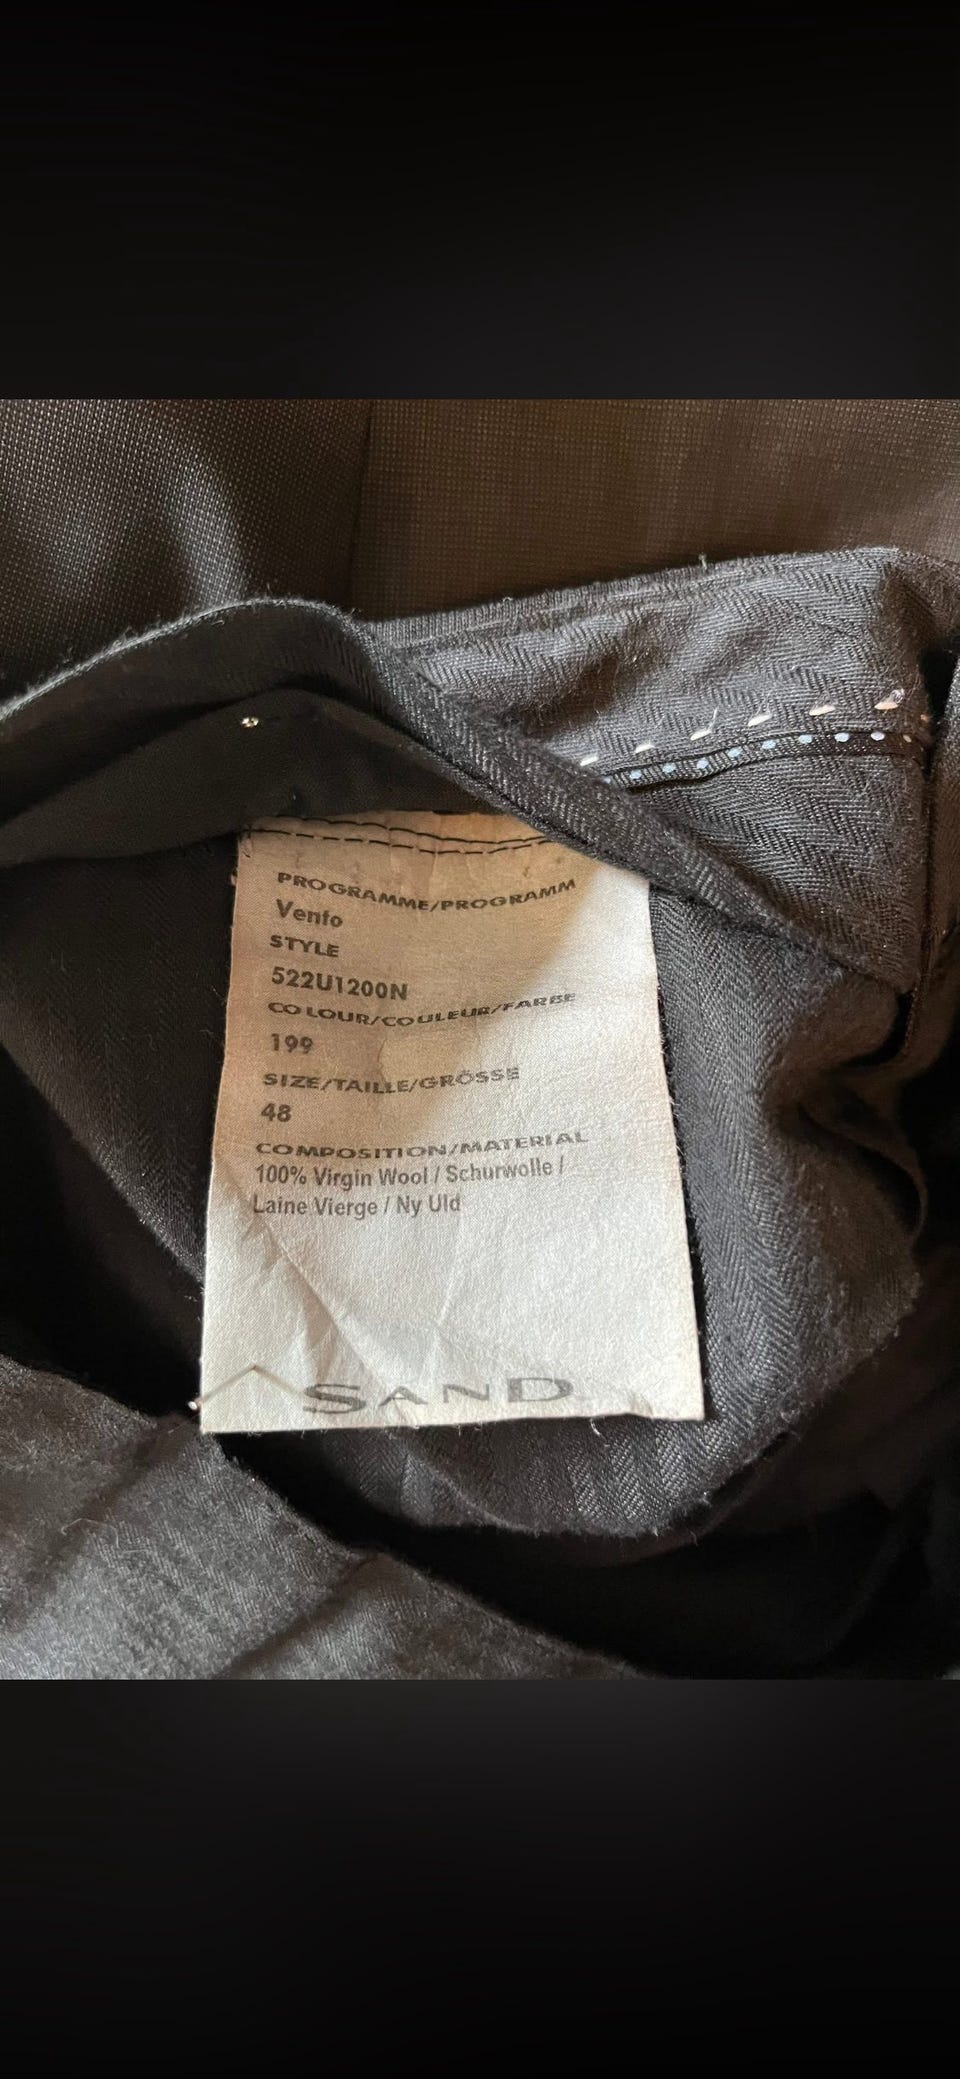 PROGRAMME/PROGRAMM
Vento
STYLE
522U1200N
COLOUR/COULEUR/FARBE
199
SIZE/TAILLE/GRÖSSE
48
COMPOSITION/MATERIAL
100% Virgin Wool / Schurwolle /
Laine Vierge / Ny Uld
SAND